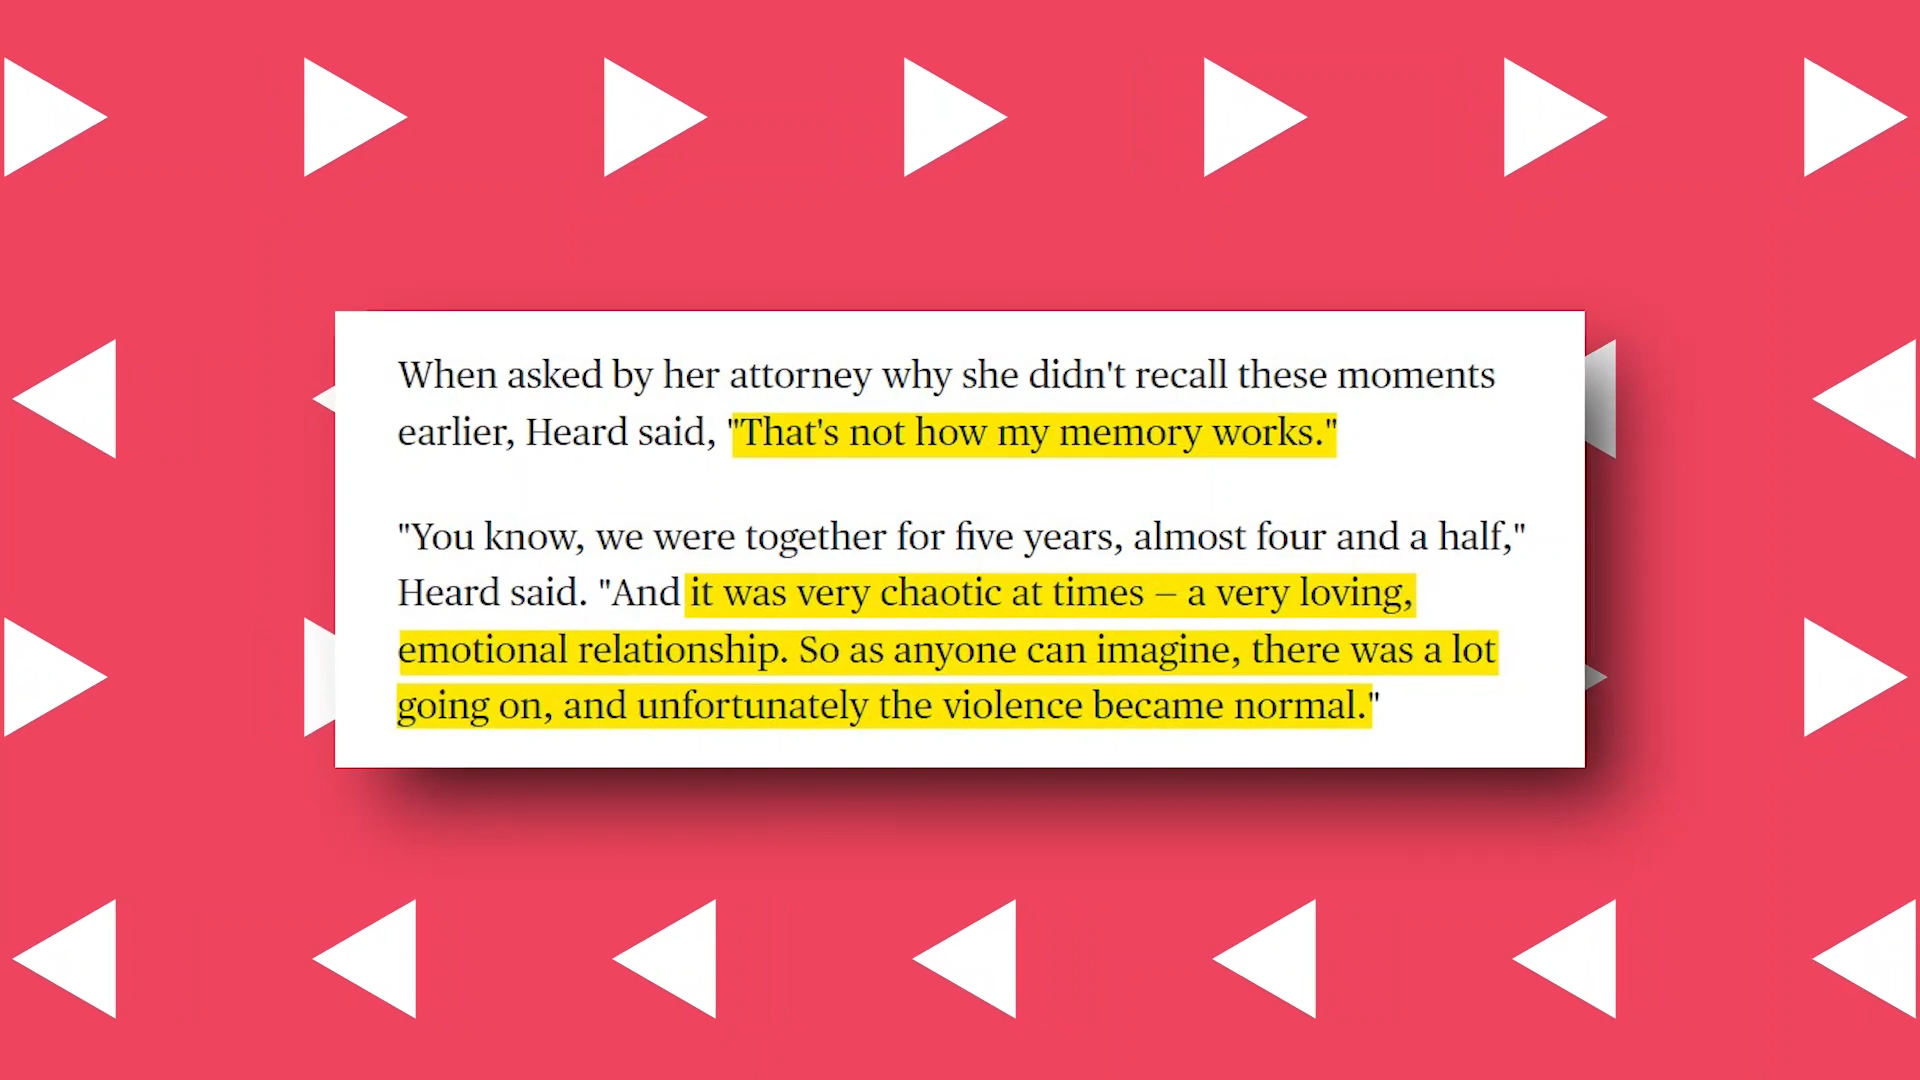 When asked by her attorney why she didn't recall these moments
earlier, Heard said, "That's not how my memory works."
"You know, we were together for five years, almost four and a half,"
Heard said. "And it was very chaotic at times – a very loving,
emotional relationship. So as anyone can imagine, there was a lot
going on, and unfortunately the violence became normal."